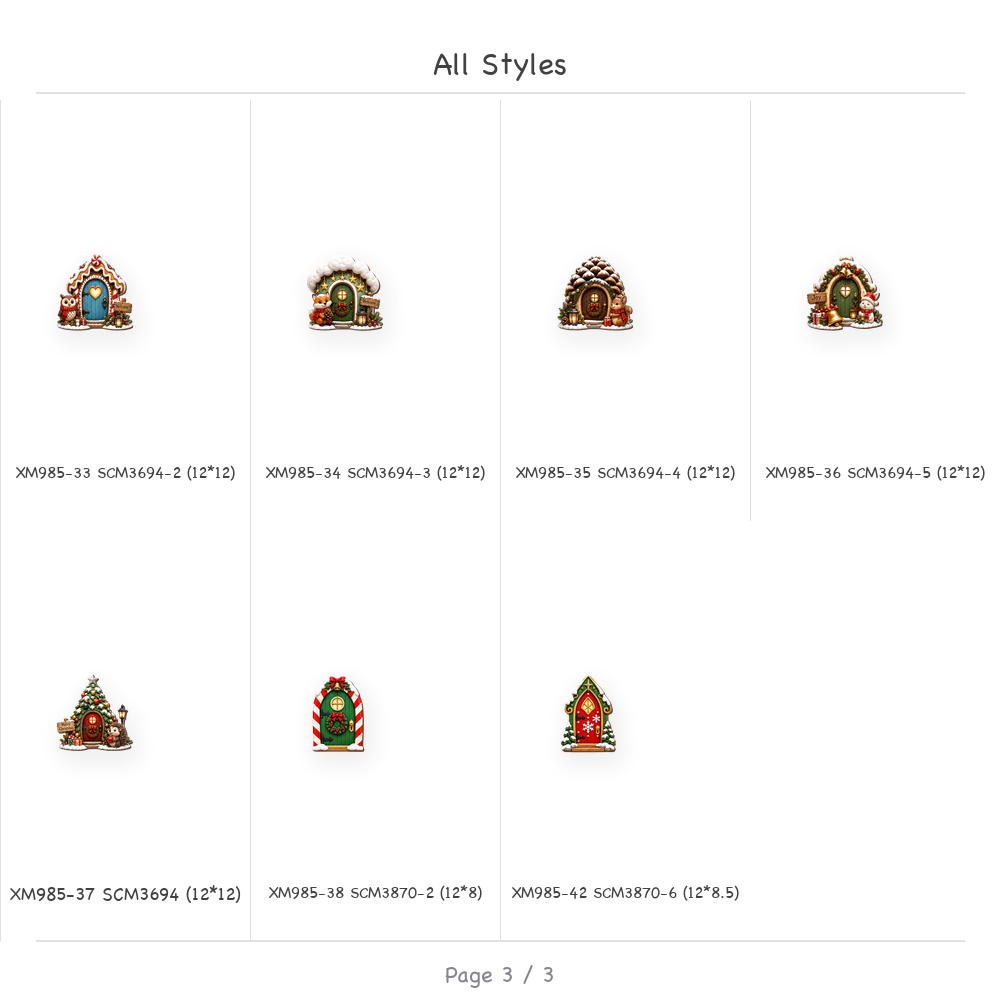 All Styles
XM985-33 SCM3694-2 (12*12)
XM985-34 SCM3694-3 (12*12)
XM985-35 SCM3694-4 (12*12)
XM985-36 SCM3694-5 (12*12)
XM985-37 SCM3694 (12*12)
XM985-38 SCM3870-2 (12*8)
XM985-42 SCM3870-6 (12*8.5)
Page 3 / 3